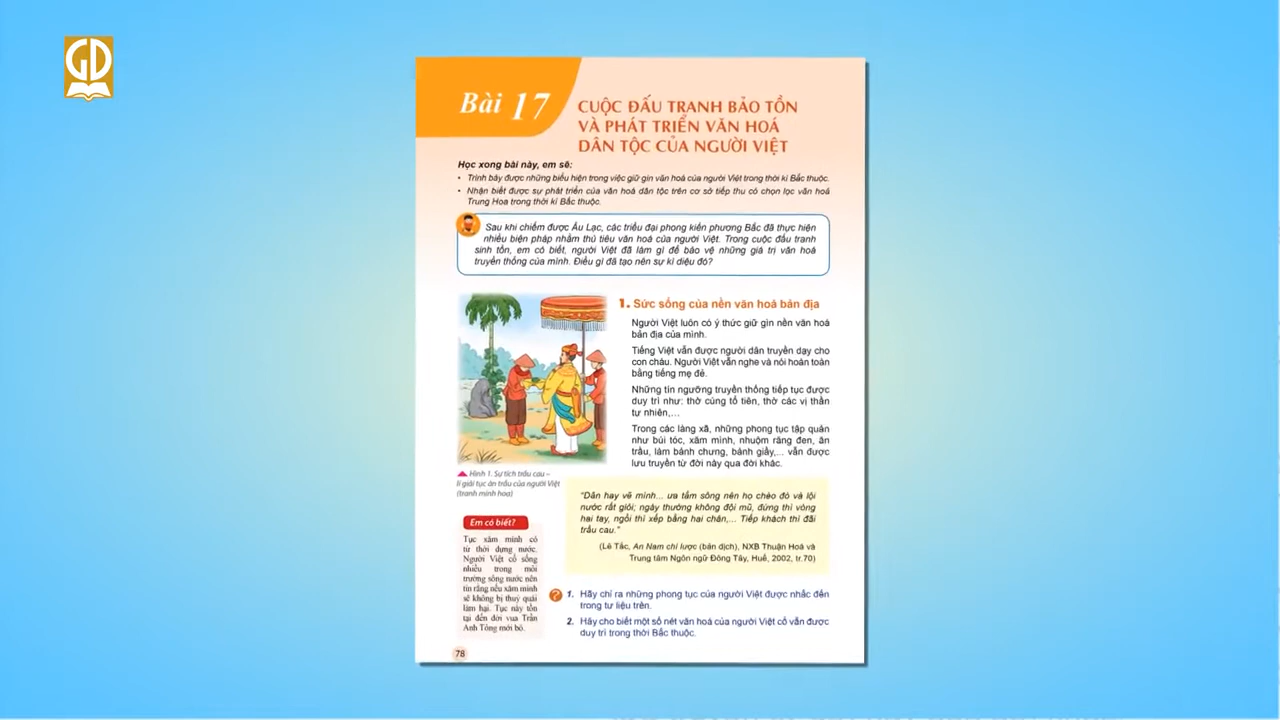 GD
Bài 17
CUỘC ĐẤU TRANH BẢO TỒN
VÀ PHÁT TRIỂN VĂN HOÁ
DÂN TỘC CỦA NGƯỜI VIỆT
Học xong bài này, em sẽ:
• Trình bày được những biểu hiện trong việc giữ gìn văn hoá của người Việt trong thời kì Bắc thuộc.
• Nhận biết được sự phát triển của văn hoá dân tộc trên cơ sở tiếp thu có chọn lọc văn hoá
Trung Hoa trong thời kì Bắc thuộc.
Sau khi chiếm được Âu Lạc, các triều đại phong kiến phương Bắc đã thực hiện
nhiều biện pháp nhằm thủ tiêu văn hoá của người Việt. Trong cuộc đấu tranh
sinh tồn, em có biết, người Việt đã làm gì để bảo vệ những giá trị văn hoá
truyền thống của mình. Điều gì đã tạo nên sự kì diệu đó?
1. Sức sống của nền văn hoá bản địa
Người Việt luôn có ý thức giữ gìn nền văn hoá
bản địa của mình.
Tiếng Việt vẫn được người dân truyền dạy cho
con cháu. Người Việt vẫn nghe và nói hoàn toàn
bằng tiếng mẹ đẻ.
Những tín ngưỡng truyền thống tiếp tục được
duy trì như: thờ cúng tổ tiên, thờ các vị thần
tự nhiên,...
Trong các làng xã, những phong tục tập quán
như búi tóc, xăm mình, nhuộm răng đen, ăn
trầu, làm bánh chưng, bánh giầy,... vẫn được
lưu truyền từ đời này qua đời khác.
Hình 1. Sự tích trầu cau –
lí giải tục ăn trầu của người Việt
(tranh minh hoạ)
"Dân hay vẽ mình... ưa tắm sông nên họ chèo đò và lội
nước rất giỏi; ngày thường không đội mũ, đứng thì vòng
hai tay, ngồi thì xếp bằng hai chân,... Tiếp khách thì đãi
trầu cau."
(Lê Tắc, An Nam chí lược (bản dịch), NXB Thuận Hoá và
Trung tâm Ngôn ngữ Đông Tây, Huế, 2002, tr.70)
Em có biết?
Tục xăm mình có
từ thời dựng nước.
Người Việt cổ sống
nhiều trong môi
trường sông nước nên
tin rằng nếu xăm mình
sẽ không bị thuỷ quái
làm hại. Tục này tồn
tại đến đời vua Trần
Anh Tông mới bỏ.
? 1. Hãy chỉ ra những phong tục của người Việt được nhắc đến
trong tư liệu trên.
2. Hãy cho biết một số nét văn hoá của người Việt cổ vẫn được
duy trì trong thời Bắc thuộc.
78